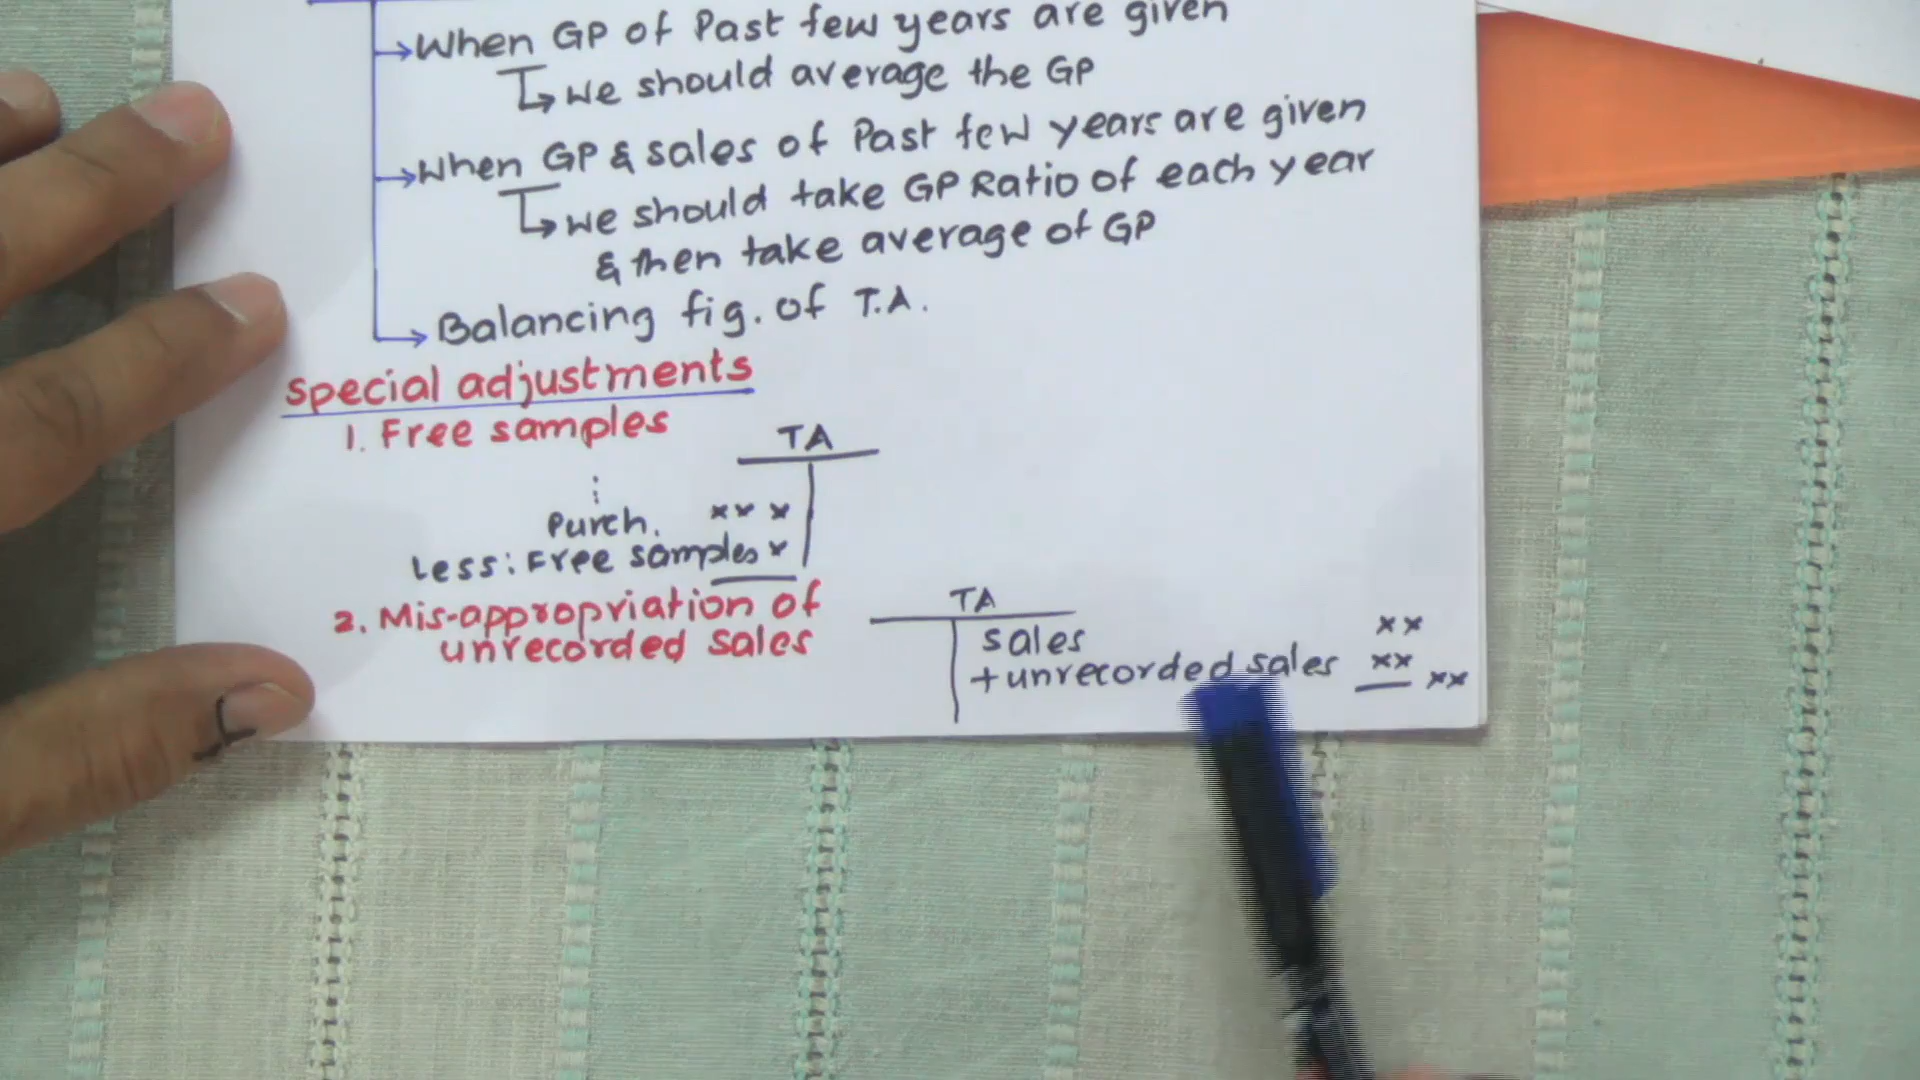 When GP of Past few years are given
we should average the GP
When GP & sales of Past few years are given
we should take GP Ratio of each year
& then take average of GP
Balancing fig. of T.A.
Special adjustments
1. Free samples
TA
Purch. xx x
Less: Free samples x
2. Mis-appropriation of
unrecorded sales
TA
sales xx
+unrecorded sales xx xx